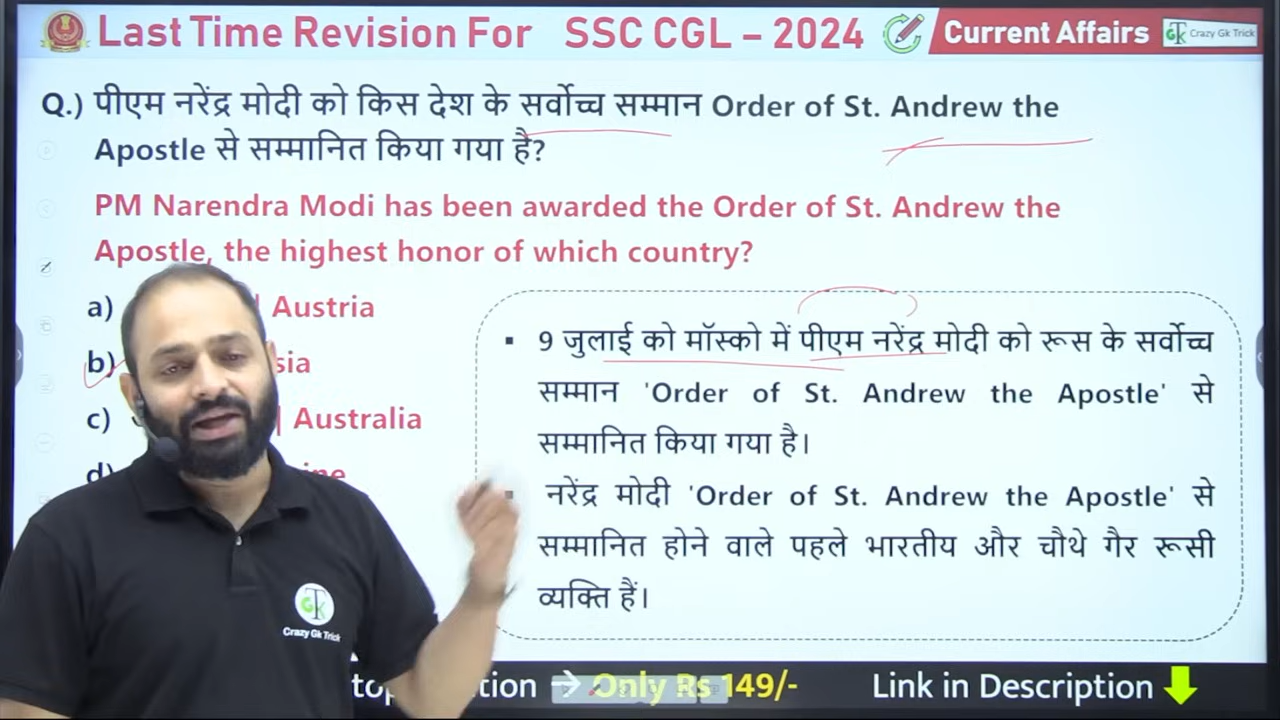 Last Time Revision For SSC CGL – 2024 Current Affairs Crazy Gk Trick
Q.) पीएम नरेंद्र मोदी को किस देश के सर्वोच्च सम्मान Order of St. Andrew the
Apostle से सम्मानित किया गया है?
PM Narendra Modi has been awarded the Order of St. Andrew the
Apostle, the highest honor of which country?
a) | Austria
b) sia
c) | Australia
d) ine
▪ 9 जुलाई को मॉस्को में पीएम नरेंद्र मोदी को रूस के सर्वोच्च
सम्मान 'Order of St. Andrew the Apostle' से
सम्मानित किया गया है।
▪ नरेंद्र मोदी 'Order of St. Andrew the Apostle' से
सम्मानित होने वाले पहले भारतीय और चौथे गैर रूसी
व्यक्ति हैं।
Crazy Gk Trick
→ Only Rs 149/- Link in Description